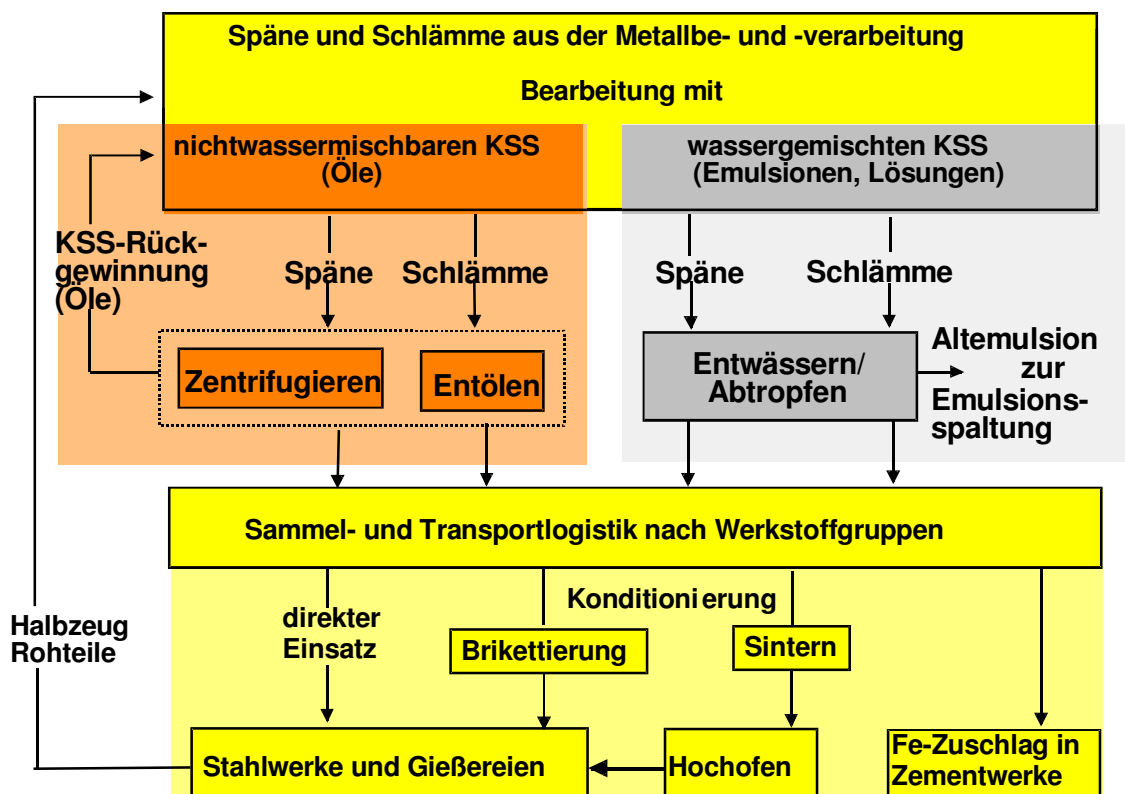 Späne und Schlämme aus der Metallbe- und -verarbeitung
Bearbeitung mit
nichtwassermischbaren KSS
(Öle)
wassergemischten KSS
(Emulsionen, Lösungen)
KSS-Rück-
gewinnung
(Öle)
Späne
Schlämme
Späne
Schlämme
Zentrifugieren
Entölen
Entwässern/
Abtropfen
Altemulsion
zur
Emulsions-
spaltung
Sammel- und Transportlogistik nach Werkstoffgruppen
Halbzeug
Rohteile
direkter
Einsatz
Konditionierung
Brikettierung
Sintern
Stahlwerke und Gießereien
Hochofen
Fe-Zuschlag in
Zementwerke